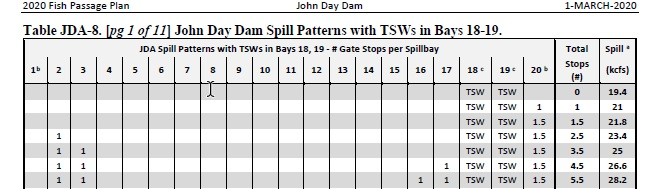 2020 Fish Passage Plan John Day Dam 1-MARCH-2020
Table JDA-8. [pg 1 of 11] John Day Dam Spill Patterns with TSWs in Bays 18-19.
JDA Spill Patterns with TSWs in Bays 18, 19 - # Gate Stops per Spillbay Total Spill ᵃ
1ᵇ 2 3 4 5 6 7 8 9 10 11 12 13 14 15 16 17 18 ᶜ 19 ᶜ 20 ᵇ Stops (#) (kcfs)
TSW TSW 0 19.4
TSW TSW 1 1 21
TSW TSW 1.5 1.5 21.8
1 TSW TSW 1.5 2.5 23.4
1 1 TSW TSW 1.5 3.5 25
1 1 1 TSW TSW 1.5 4.5 26.6
1 1 1 1 TSW TSW 1.5 5.5 28.2